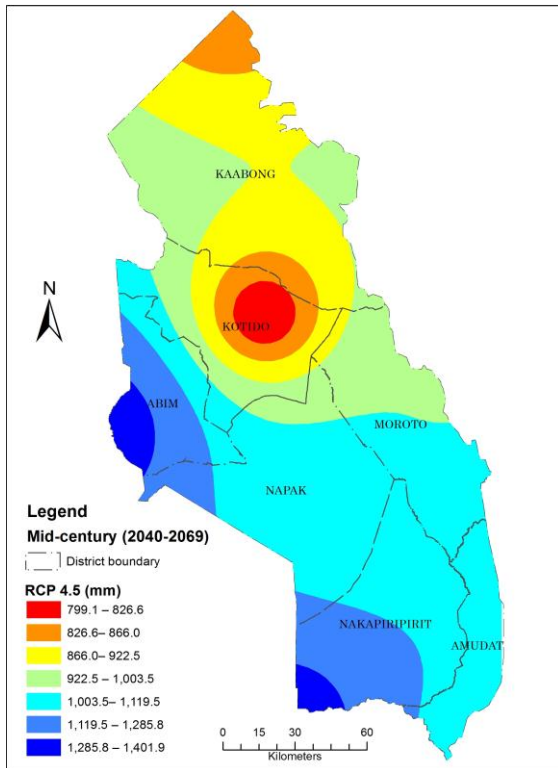 KAABONG
N
KOTIDO
ABIM
MOROTO
NAPAK
NAKAPIRIPIRIT
AMUDAT
Legend
Mid-century (2040-2069)
District boundary
RCP 4.5 (mm)
799.1 – 826.6
826.6 – 866.0
866.0 – 922.5
922.5 – 1,003.5
1,003.5– 1,119.5
1,119.5 – 1,285.8
1,285.8 – 1,401.9
0 15 30 60
Kilometers